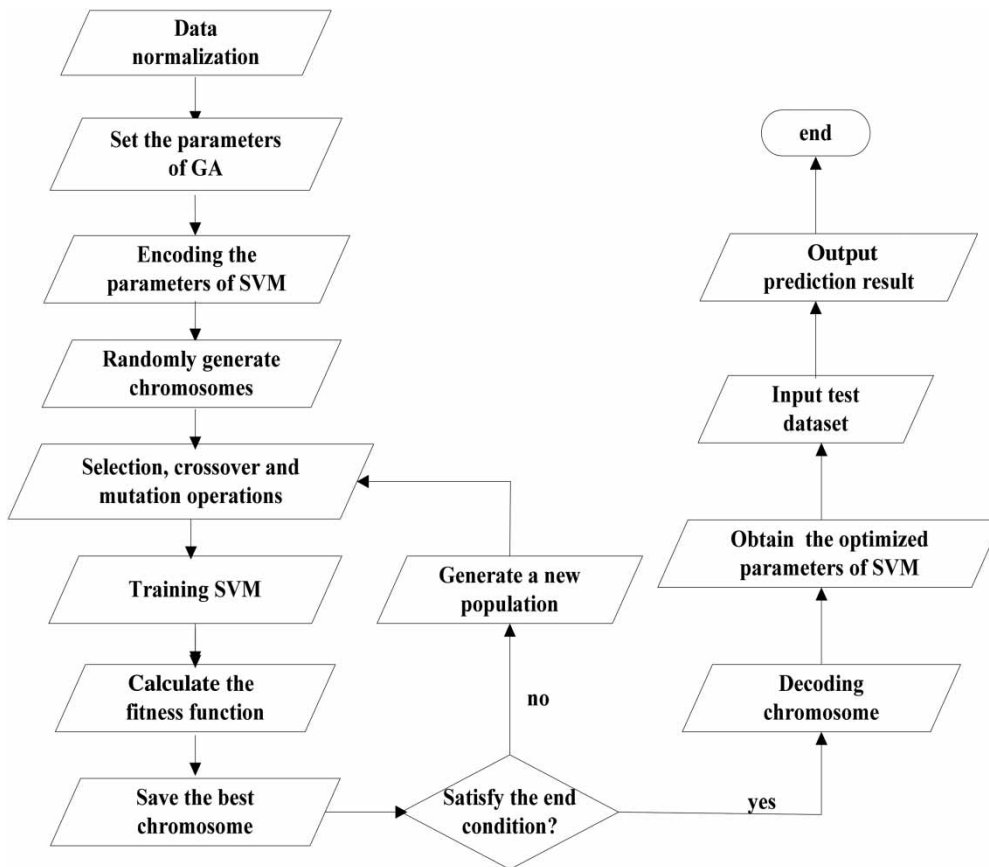 Data
normalization
Set the parameters
of GA
Encoding the
parameters of SVM
Randomly generate
chromosomes
Selection, crossover and
mutation operations
Training SVM
Calculate the
fitness function
Save the best
chromosome
Satisfy the end
condition?
no
Generate a new
population
yes
Decoding
chromosome
Obtain the optimized
parameters of SVM
Input test
dataset
Output
prediction result
end